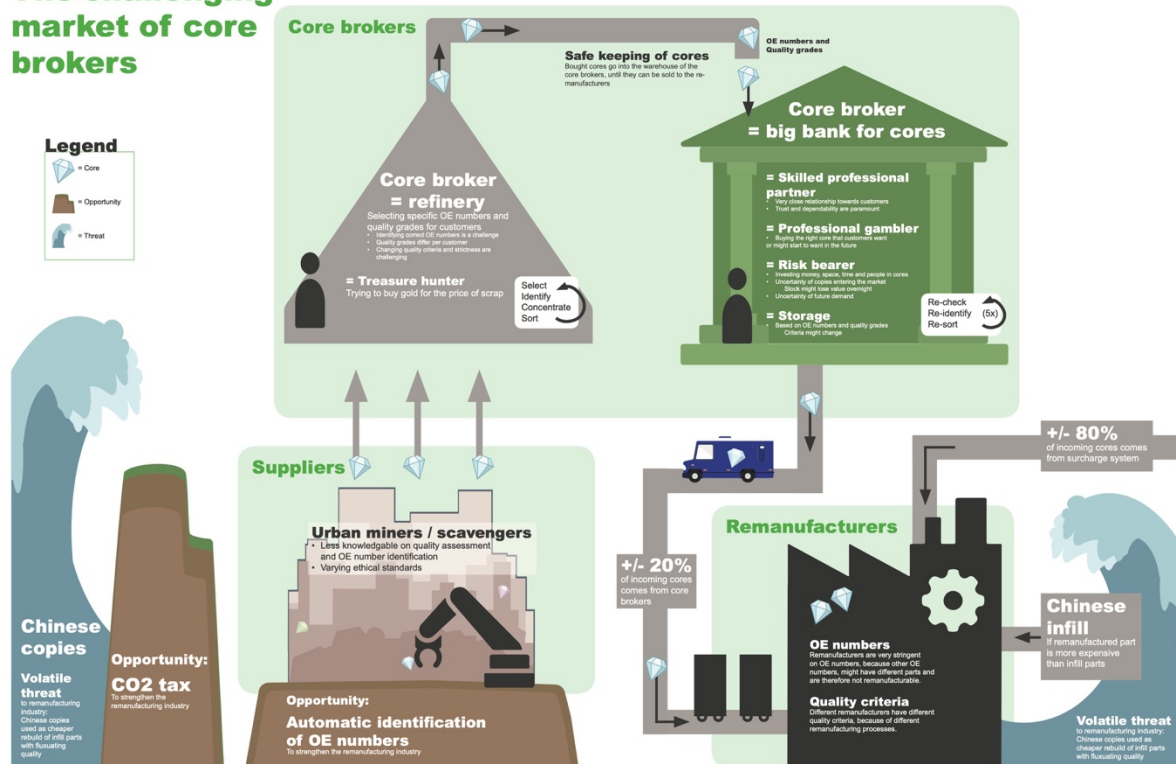 The challenging
market of core
brokers
Legend
= Core
= Opportunity
= Threat
Core brokers
Safe keeping of cores
Bought cores go into the warehouse of the
core brokers, until they can be sold to the re-
manufacturers
OE numbers and
Quality grades
Core broker
= refinery
Selecting specific OE numbers and
quality grades for customers
• Identifying correct OE numbers is a challenge
• Quality grades differ per customer
• Changing quality criteria and stricness are
challenging
= Treasure hunter
Trying to buy gold for the price of scrap
Select
Identify
Concentrate
Sort
Core broker
= big bank for cores
= Skilled professional
partner
• Very close relationship towards customers
• Trust and dependability are paramount
= Professional gambler
• Buying the right core that customers want
or might start to want in the future
= Risk bearer
• Investing money, space, time and people in cores
• Uncertainty of copies entering the market
Stock might lose value overnight
• Uncertainty of future demand
= Storage
• Based on OE numbers and quality grades
Criteria might change
Re-check
Re-identify (5x)
Re-sort
Suppliers
Urban miners / scavengers
• Less knowledgable on quality assessment
and OE number identification
• Varying ethical standards
Opportunity:
Automatic identification
of OE numbers
To strengthen the remanufacturing industry
Chinese
copies
Volatile
threat
to remanufacturing
industry:
Chinese copies
used as cheaper
rebuild of infill parts
with fluxuating
quality
Opportunity:
CO2 tax
To strengthen the
remanufacturing industry
+/- 20%
of incoming cores
comes from core
brokers
+/- 80%
of incoming cores comes
from surcharge system
Remanufacturers
OE numbers
Remanufacturers are very stringent
on OE numbers, because other OE
numbers, might have different parts and
are therefore not remanufacturable.
Quality criteria
Different remanufacturers have different
quality criteria, because of different
remanufacturing processes.
Chinese
infill
If remanufactured part
is more expensive
than infill parts
Volatile threat
to remanufacturing industry:
Chinese copies used as
cheaper rebuild of infill parts
with fluxuating quality